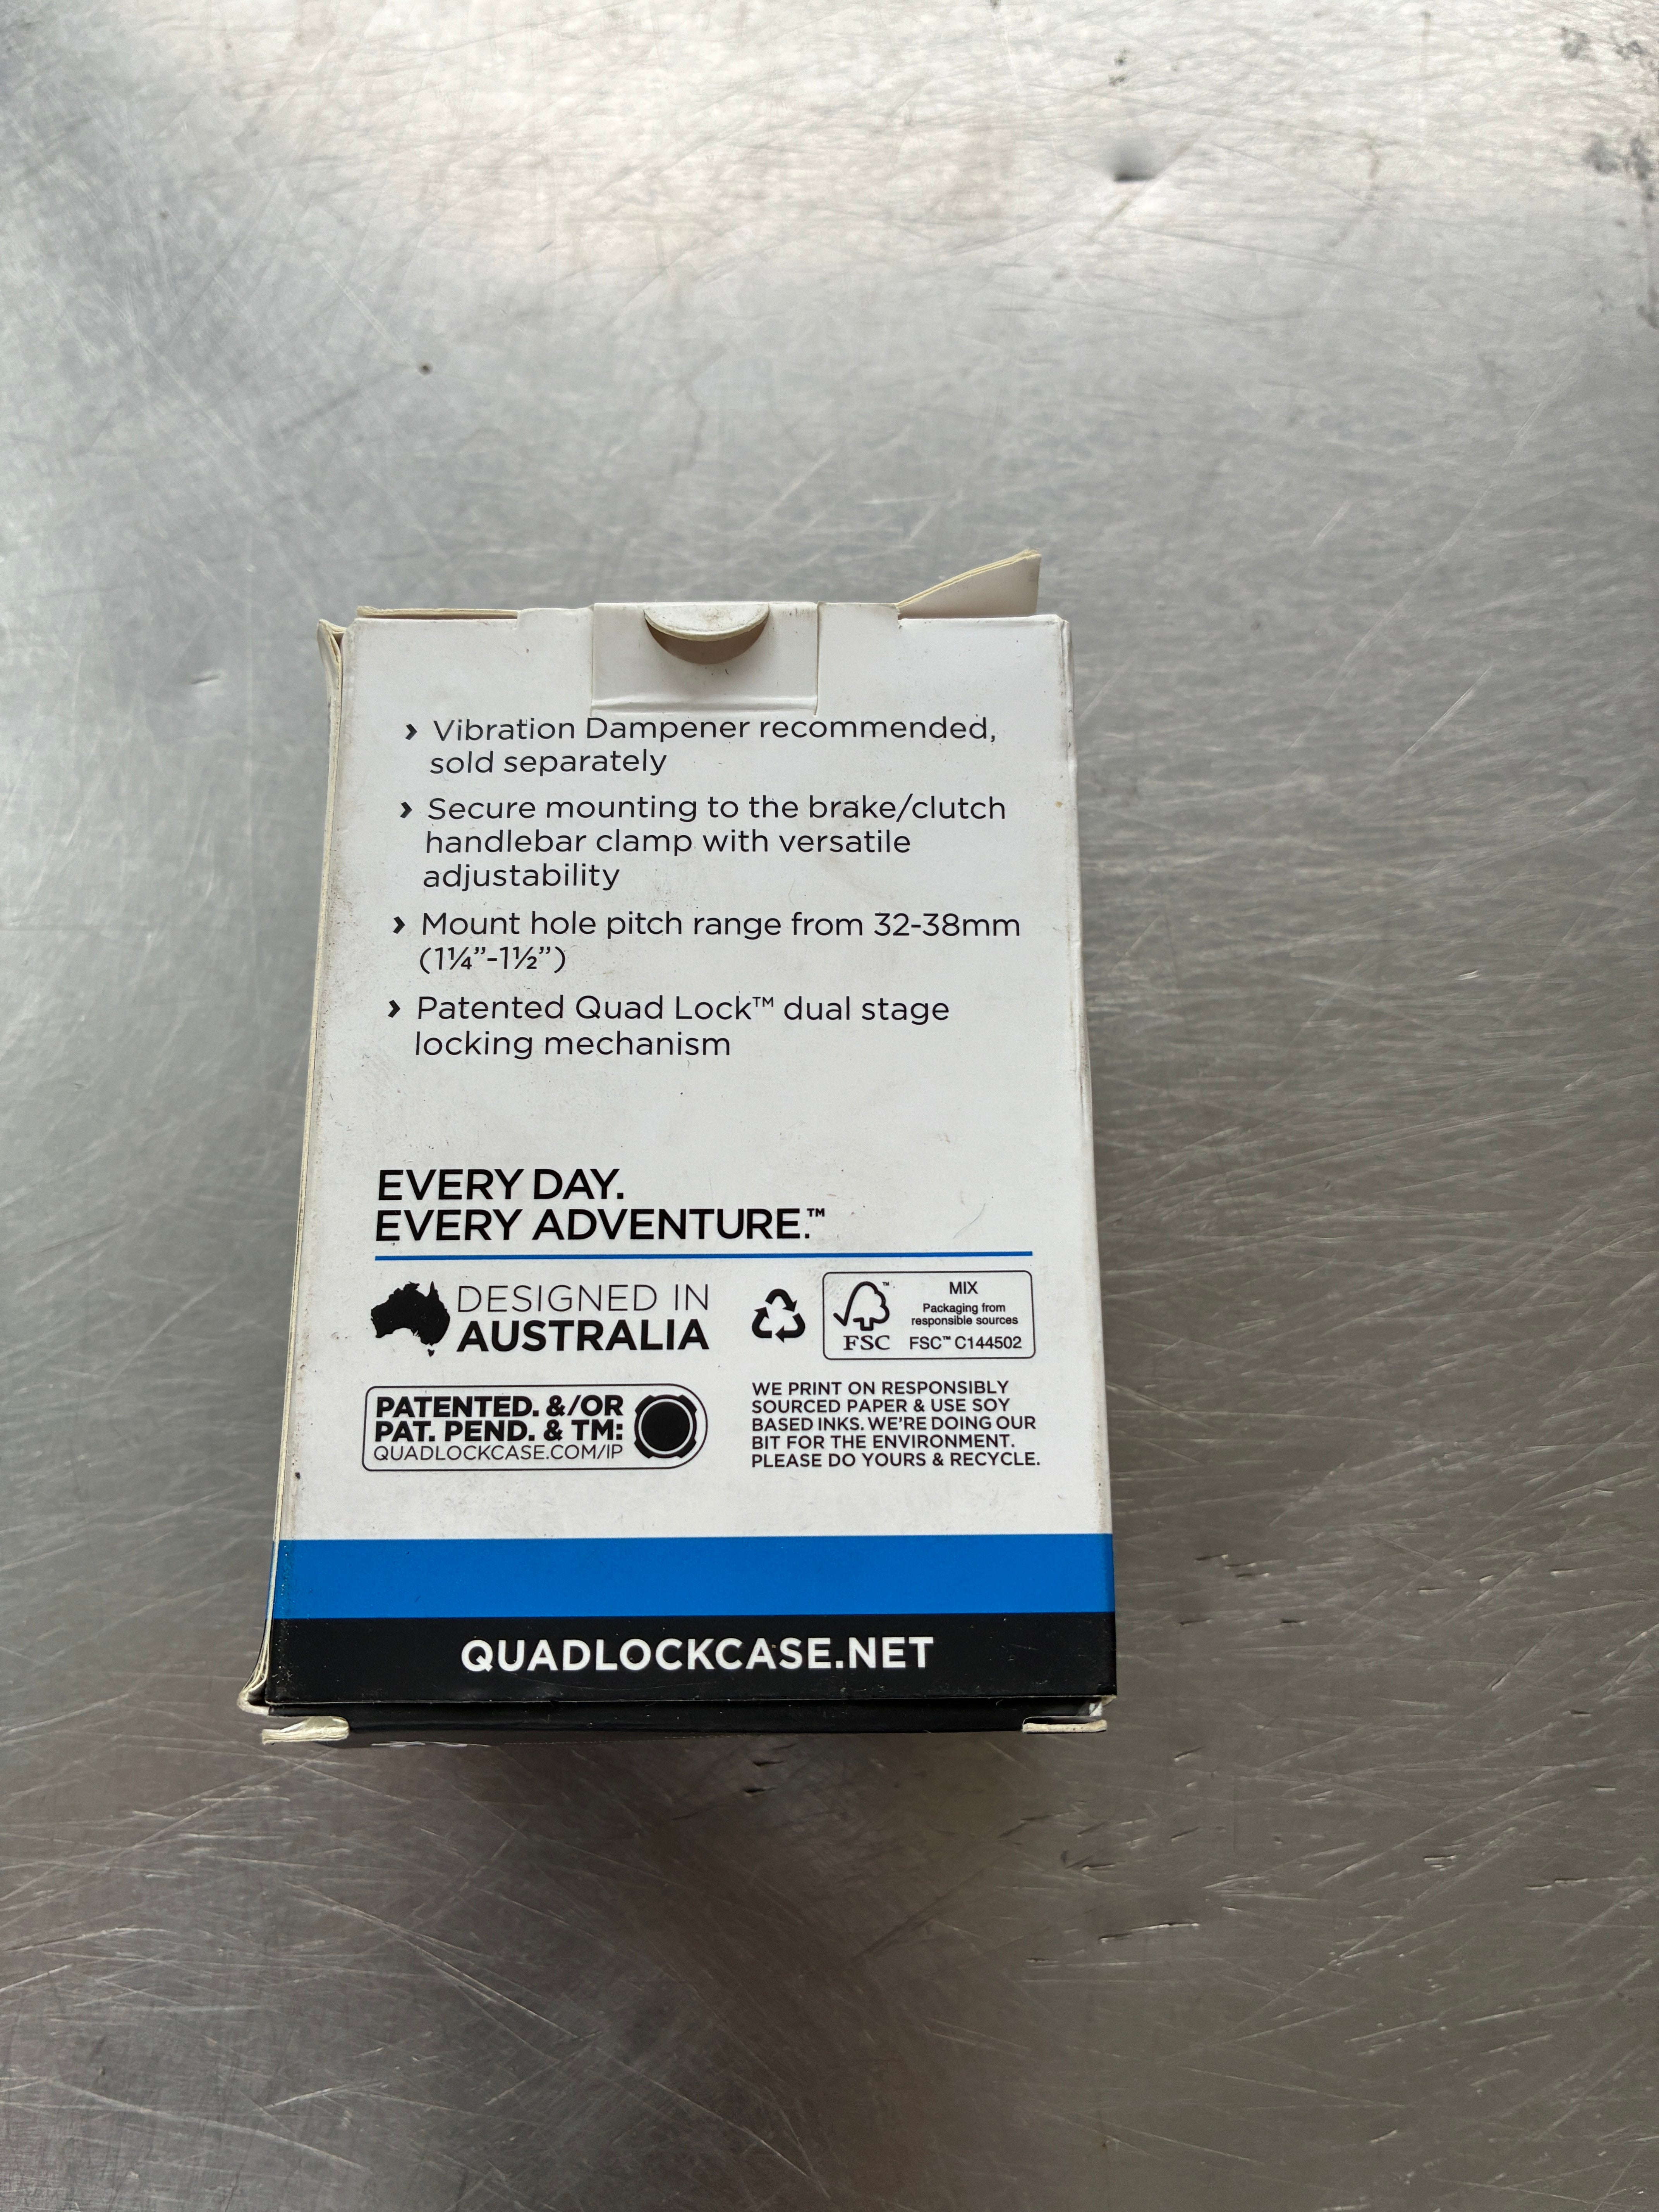 › Vibration Dampener recommended,
sold separately
› Secure mounting to the brake/clutch
handlebar clamp with versatile
adjustability
› Mount hole pitch range from 32-38mm
(1¼”-1½”)
› Patented Quad Lock™ dual stage
locking mechanism
EVERY DAY.
EVERY ADVENTURE.™
DESIGNED IN
AUSTRALIA
FSC™
MIX
Packaging from
responsible sources
FSC™ C144502
PATENTED. &/OR
PAT. PEND. & TM:
QUADLOCKCASE.COM/IP
WE PRINT ON RESPONSIBLY
SOURCED PAPER & USE SOY
BASED INKS. WE’RE DOING OUR
BIT FOR THE ENVIRONMENT.
PLEASE DO YOURS & RECYCLE.
QUADLOCKCASE.NET